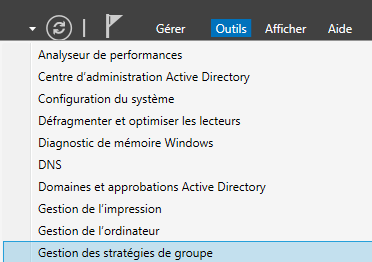 Gérer Outils Afficher Aide
Analyseur de performances
Centre d'administration Active Directory
Configuration du système
Défragmenter et optimiser les lecteurs
Diagnostic de mémoire Windows
DNS
Domaines et approbations Active Directory
Gestion de l'impression
Gestion de l'ordinateur
Gestion des stratégies de groupe